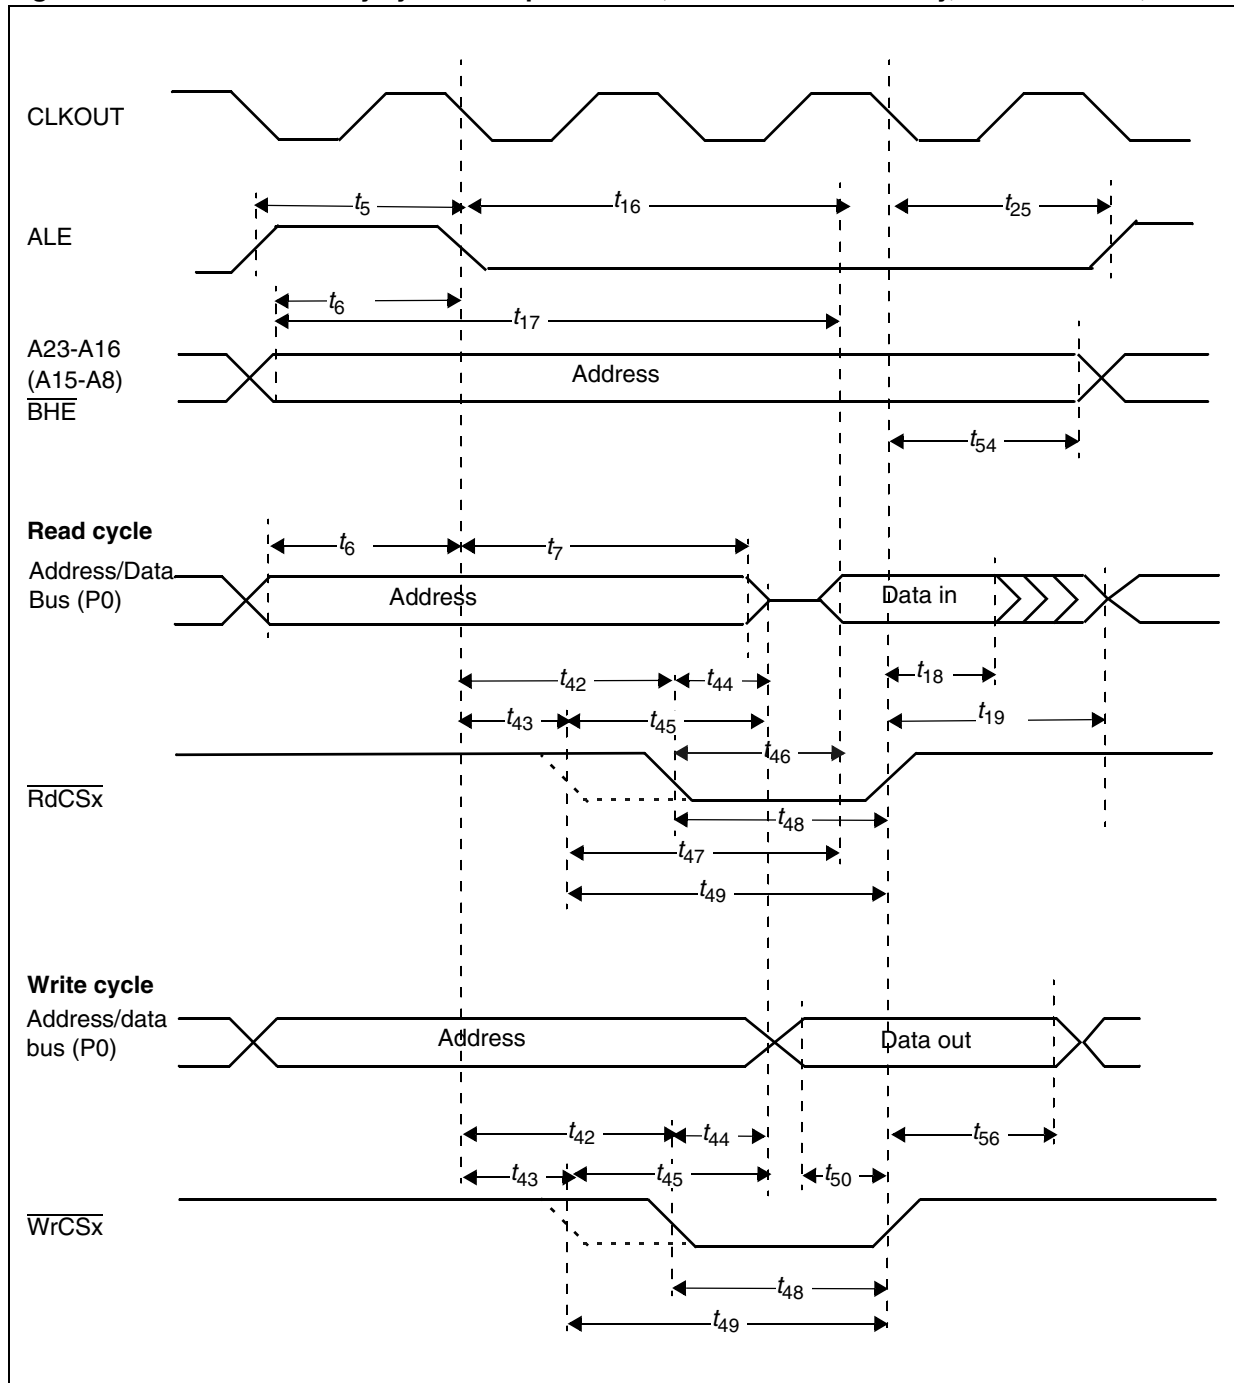 CLKOUT
t5 t16 t25
ALE
t6
t17
A23-A16
(A15-A8)
BHE
Address
t54
Read cycle
t6 t7
Address/Data
Bus (P0)
Address Data in
t42 t44 t18
t43 t45 t19
t46
RdCSx
t48
t47
t49
Write cycle
Address/data
bus (P0)
Address Data out
t42 t44 t56
t43 t45 t50
WrCSx
t48
t49